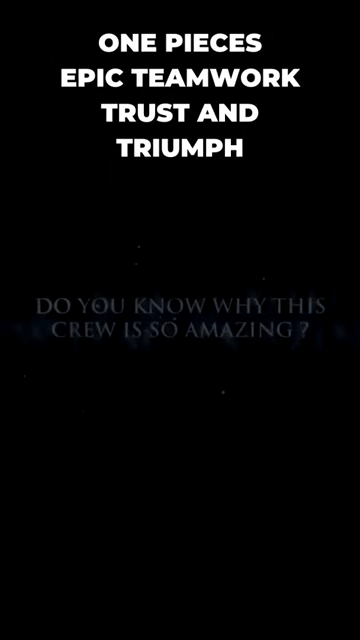 ONE PIECES
EPIC TEAMWORK
TRUST AND
TRIUMPH
DO YOU KNOW WHY THIS
CREW IS SO AMAZING ?